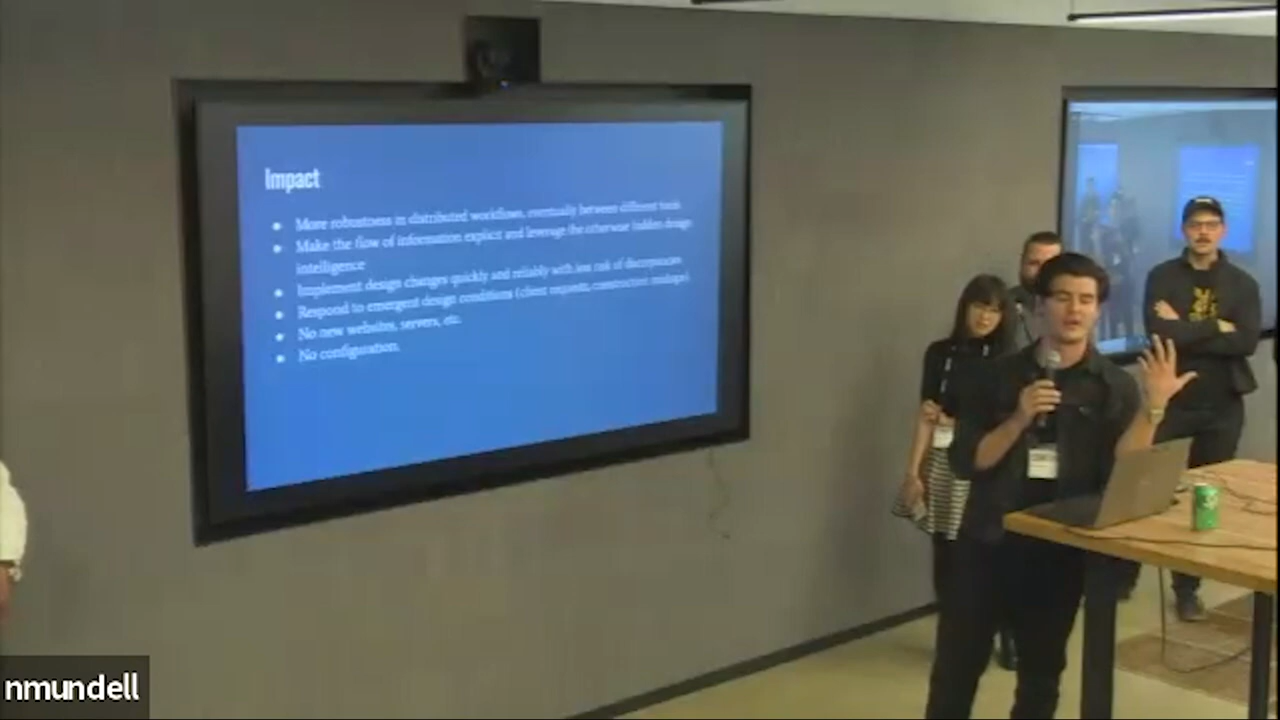 Impact
More robustness in distributed workflows, eventually between different tools
Make the flow of information explicit and leverage the otherwise hidden design
intelligence
Implement design changes quickly and reliably with less risk of discrepancies
Respond to emergent design conditions (client requests, construction mishaps)
No new websites, servers, etc.
No configuration.
nmundell